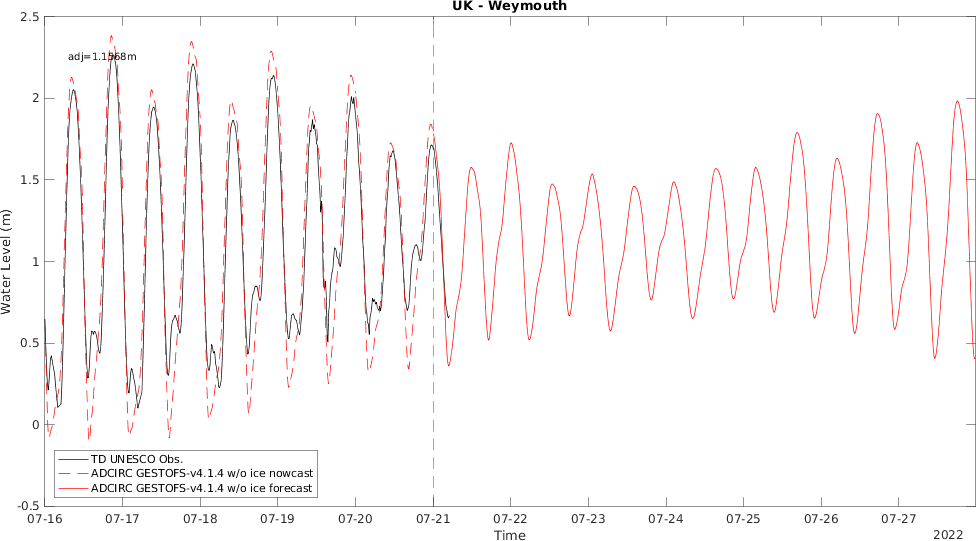 UK - Weymouth
2.5
2
1.5
1
0.5
0
-0.5
Water Level (m)
adj=1.1568m
TD UNESCO Obs.
ADCIRC GESTOFS-v4.1.4 w/o ice nowcast
ADCIRC GESTOFS-v4.1.4 w/o ice forecast
07-16 07-17 07-18 07-19 07-20 07-21 07-22 07-23 07-24 07-25 07-26 07-27
Time
2022